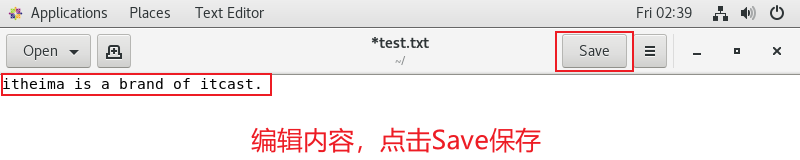 Applications Places Text Editor Fri 02:39
Open *test.txt Save
~/
itheima is a brand of itcast.
编辑内容，点击Save保存